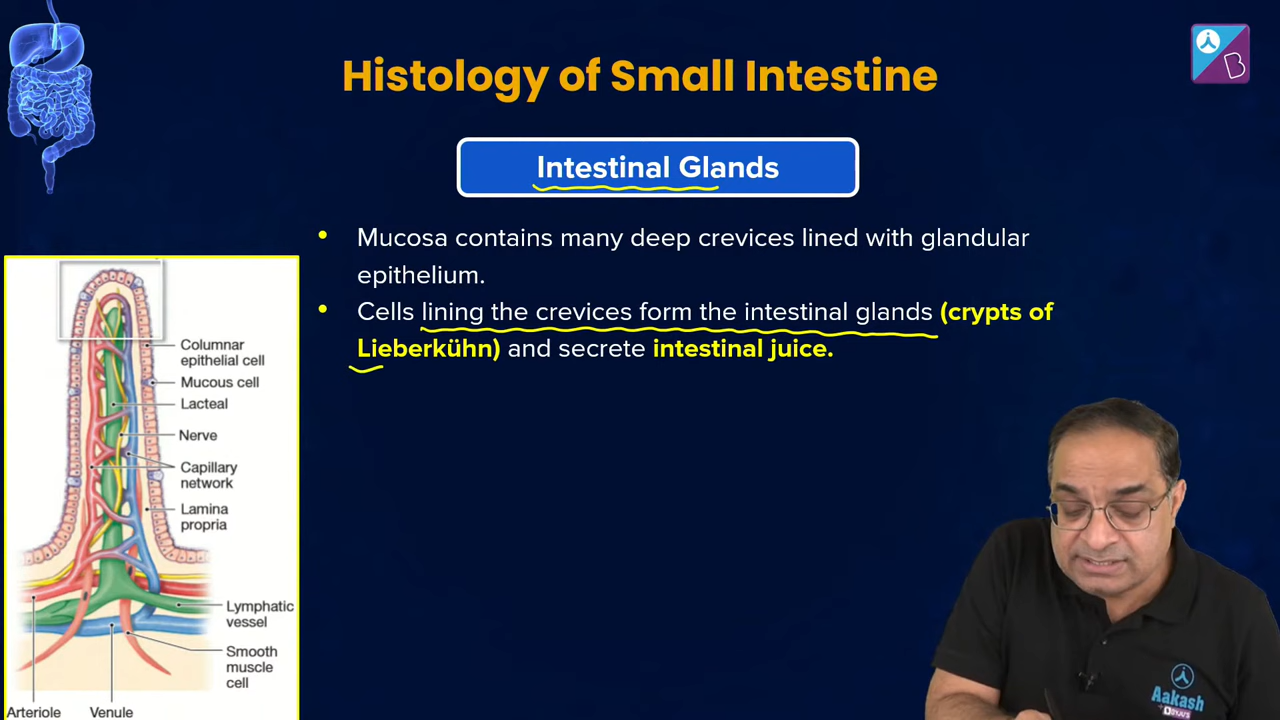 Histology of Small Intestine
B
Intestinal Glands
• Mucosa contains many deep crevices lined with glandular
epithelium.
• Cells lining the crevices form the intestinal glands (crypts of
Lieberkühn) and secrete intestinal juice.
Columnar
epithelial cell
Mucous cell
Lacteal
Nerve
Capillary
network
Lamina
propria
Lymphatic
vessel
Smooth
muscle
cell
Arteriole
Venule
Aakash
BYJU'S